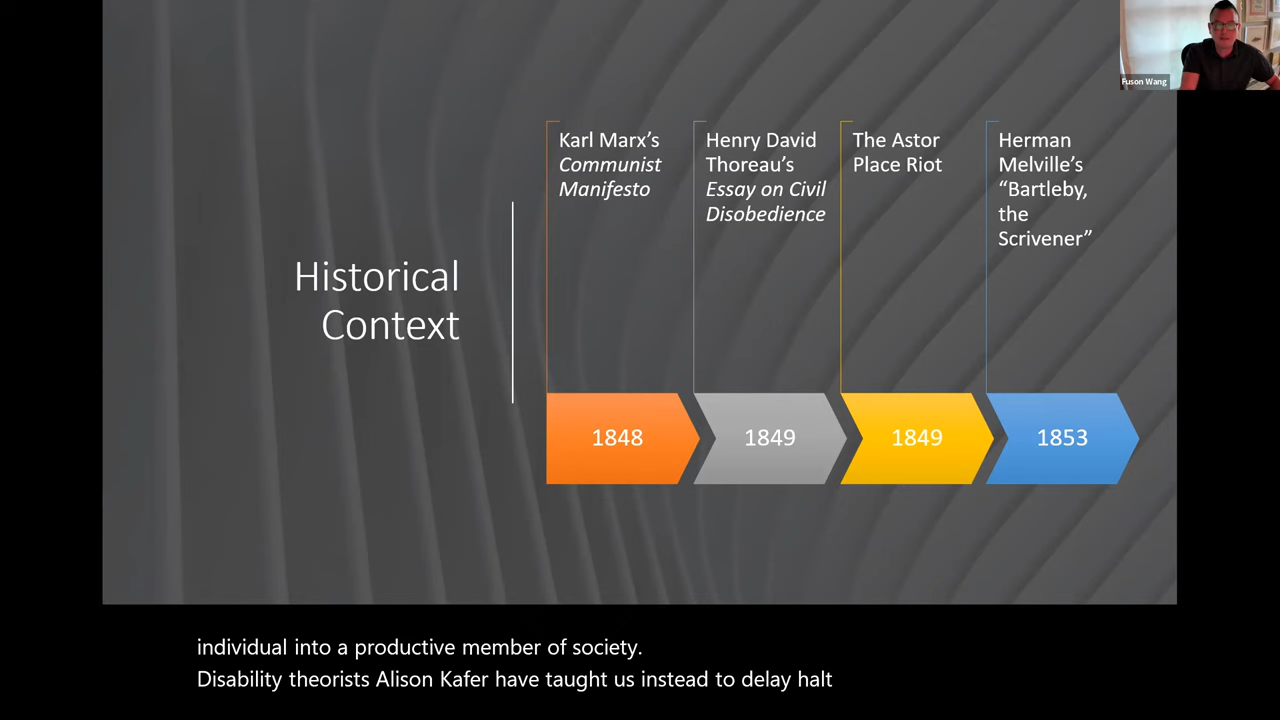 Fuson Wang
Historical
Context
Karl Marx’s
Communist
Manifesto
Henry David
Thoreau’s
Essay on Civil
Disobedience
The Astor
Place Riot
Herman
Melville’s
“Bartleby,
the
Scrivener”
1848
1849
1849
1853
individual into a productive member of society.
Disability theorists Alison Kafer have taught us instead to delay halt